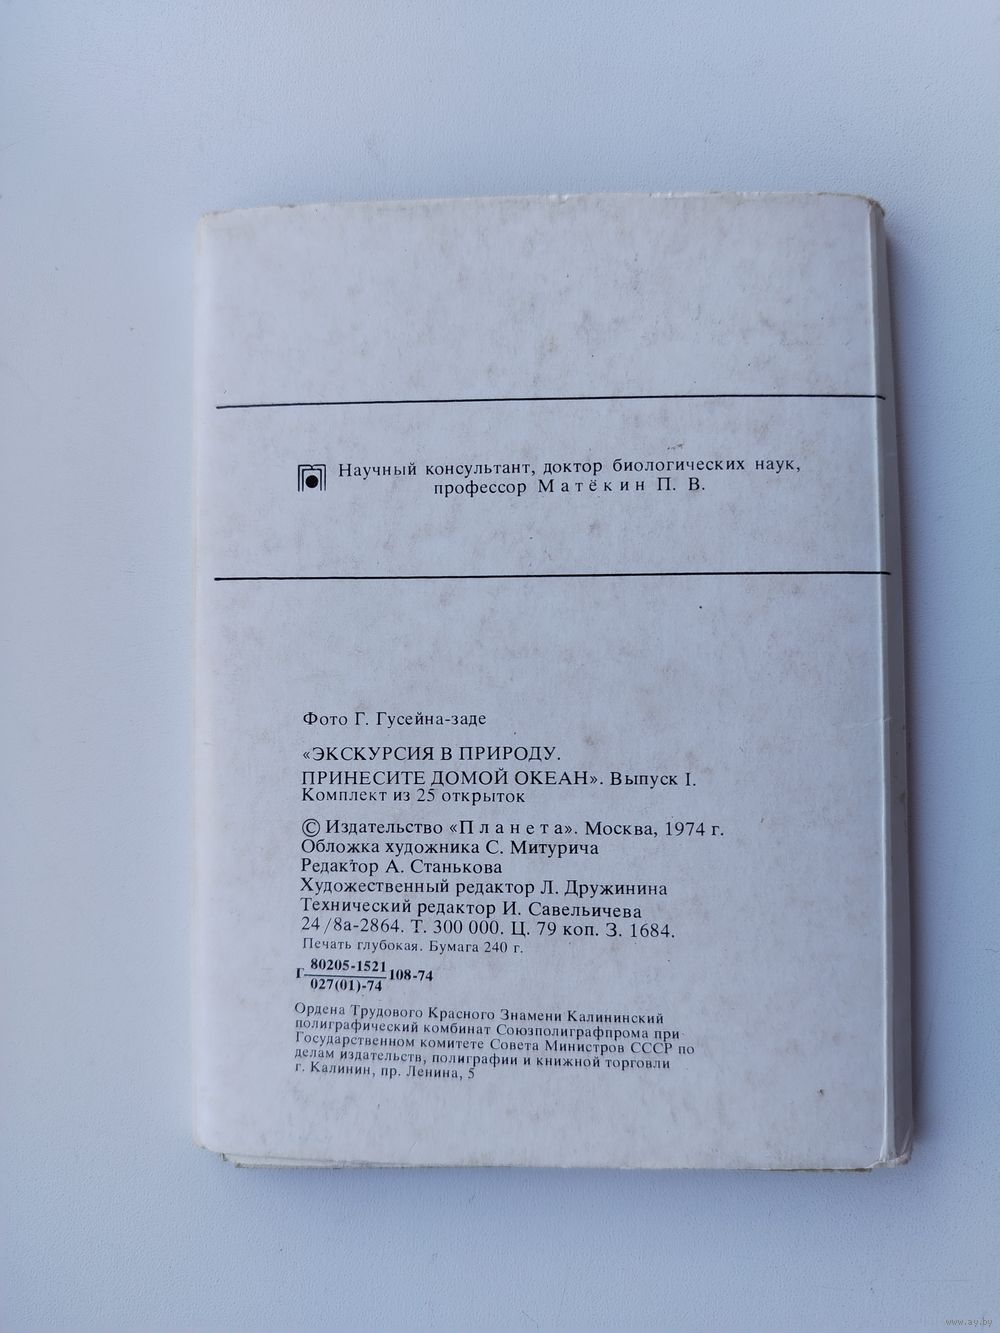 Научный консультант, доктор биологических наук,
профессор Матёкин П. В.
Фото Г. Гусейна-заде
«ЭКСКУРСИЯ В ПРИРОДУ.
ПРИНЕСИТЕ ДОМОЙ ОКЕАН». Выпуск I.
Комплект из 25 открыток
© Издательство «Планета». Москва, 1974 г.
Обложка художника С. Митурича
Редактор А. Станькова
Художественный редактор Л. Дружинина
Технический редактор И. Савельичева
24/8а-2864. Т. 300 000. Ц. 79 коп. З. 1684.
Печать глубокая. Бумага 240 г.
Г 80205-1521
027(01)-74 108-74
Ордена Трудового Красного Знамени Калининский
полиграфический комбинат Союзполиграфпрома при
Государственном комитете Совета Министров СССР по
делам издательств, полиграфии и книжной торговли
г. Калинин, пр. Ленина, 5
www.ay.by